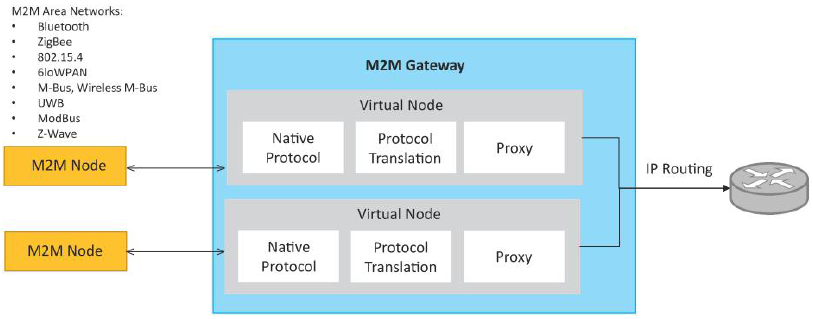 M2M Area Networks:
• Bluetooth
• ZigBee
• 802.15.4
• 6loWPAN
• M-Bus, Wireless M-Bus
• UWB
• ModBus
• Z-Wave
M2M Gateway
Virtual Node
Native
Protocol
Protocol
Translation
Proxy
M2M Node
IP Routing
Virtual Node
Native
Protocol
Protocol
Translation
Proxy
M2M Node